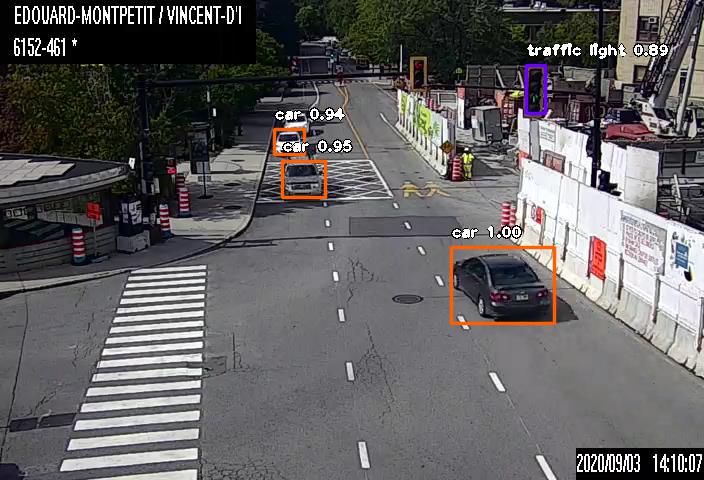 EDOUARD-MONTPETIT / VINCENT-D'I
6152-461 *
traffic light 0.89
car 0.94
car 0.95
car 1.00
2020/09/03 14:10:07